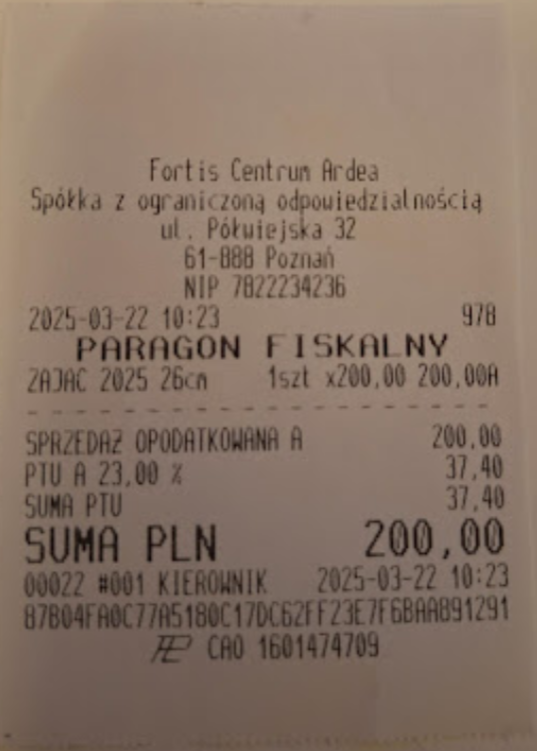 Fortis Centrum Ardea
Spółka z ograniczoną odpowiedzialnością
ul. Półwiejska 32
61-888 Poznań
NIP 7822234236
2025-03-22 10:23 978
PARAGON FISKALNY
ZAJAC 2025 26cm 1szt x200,00 200,00A
SPRZEDAŻ OPODATKOWANA A 200,00
PTU A 23,00 % 37,40
SUMA PTU 37,40
SUMA PLN 200,00
00022 #001 KIEROWNIK 2025-03-22 10:23
87B04FA0C77A5180C17DC62FF23E7F6BAA891291
CAO 1601474709